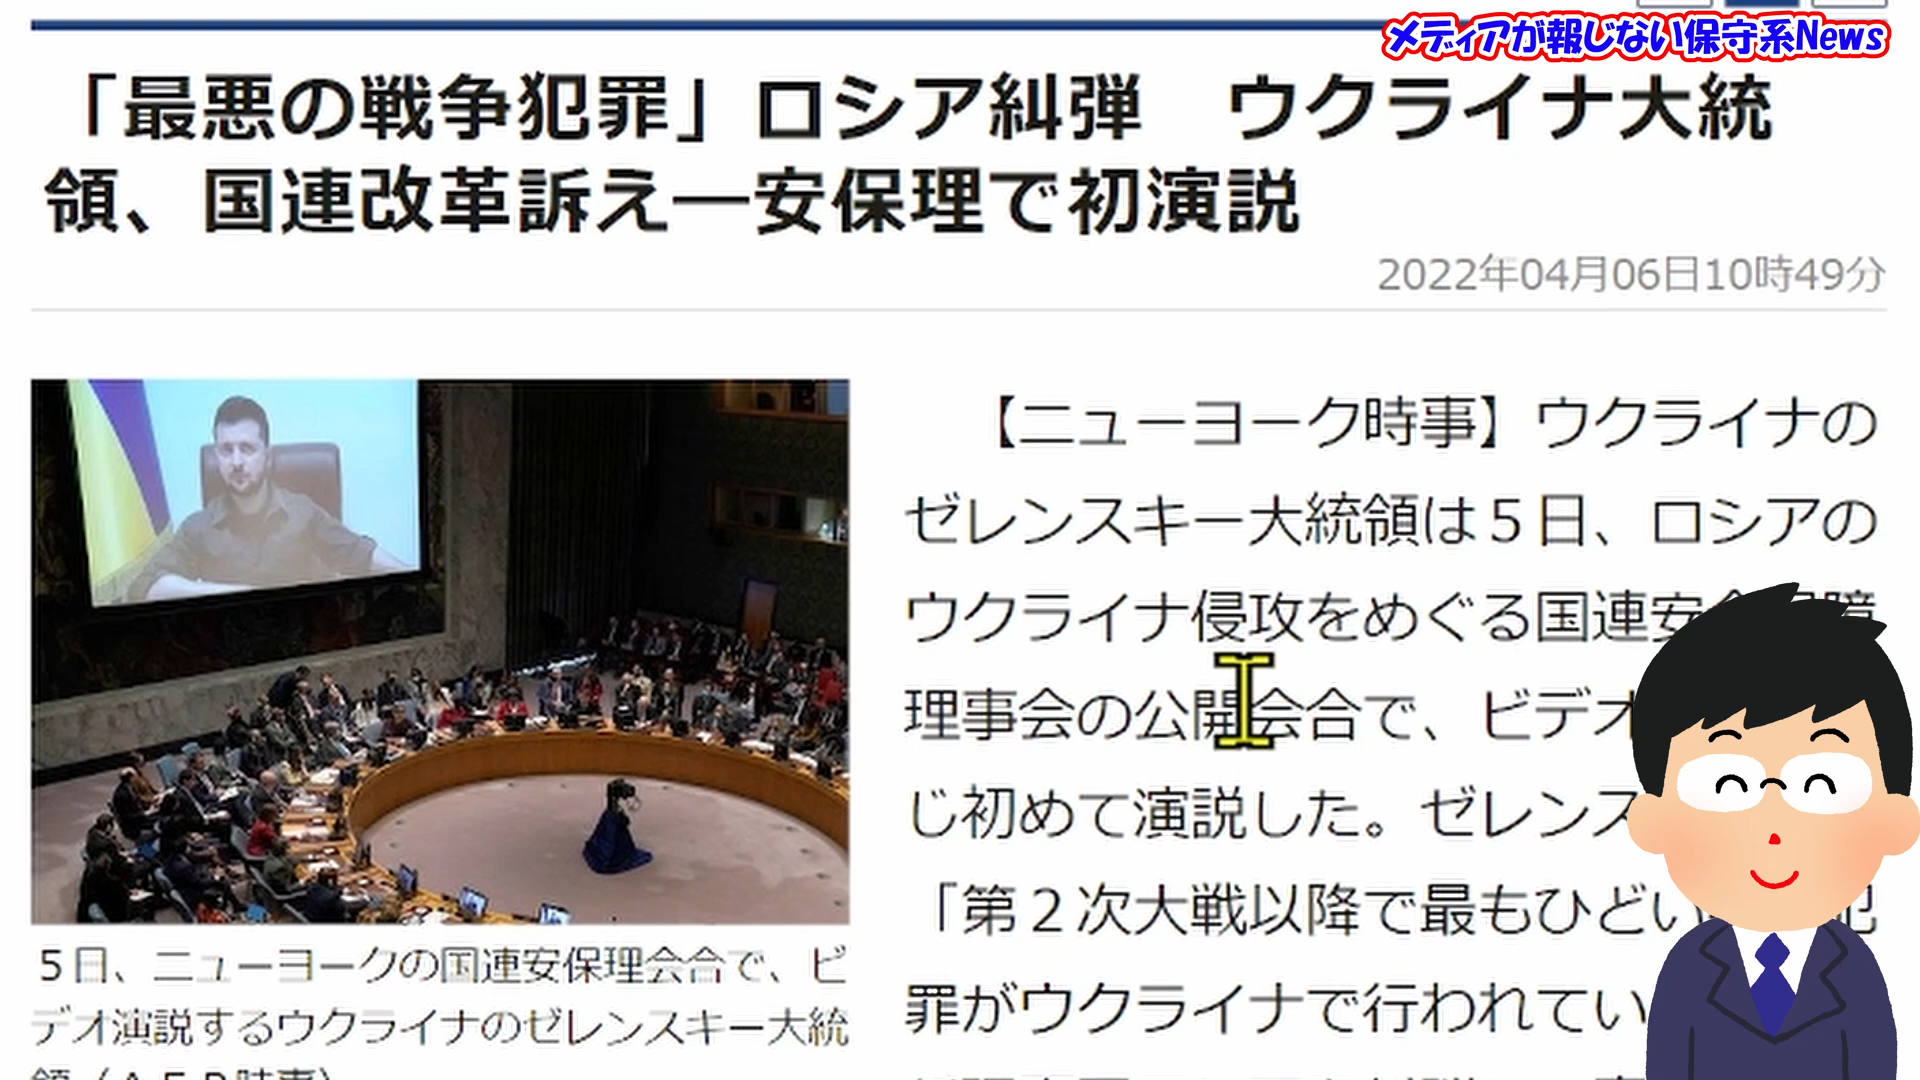 メディアが報じない保守系News
「最悪の戦争犯罪」ロシア糾弾　ウクライナ大統
領、国連改革訴え―安保理で初演説
2022年04月06日10時49分
【ニューヨーク時事】ウクライナの
ゼレンスキー大統領は５日、ロシアの
ウクライナ侵攻をめぐる国連安
理事会の公開会合で、ビデオ
じ初めて演説した。ゼレンス
「第２次大戦以降で最もひどい
罪がウクライナで行われてい
５日、ニューヨークの国連安保理会合で、ビ
デオ演説するウクライナのゼレンスキー大統